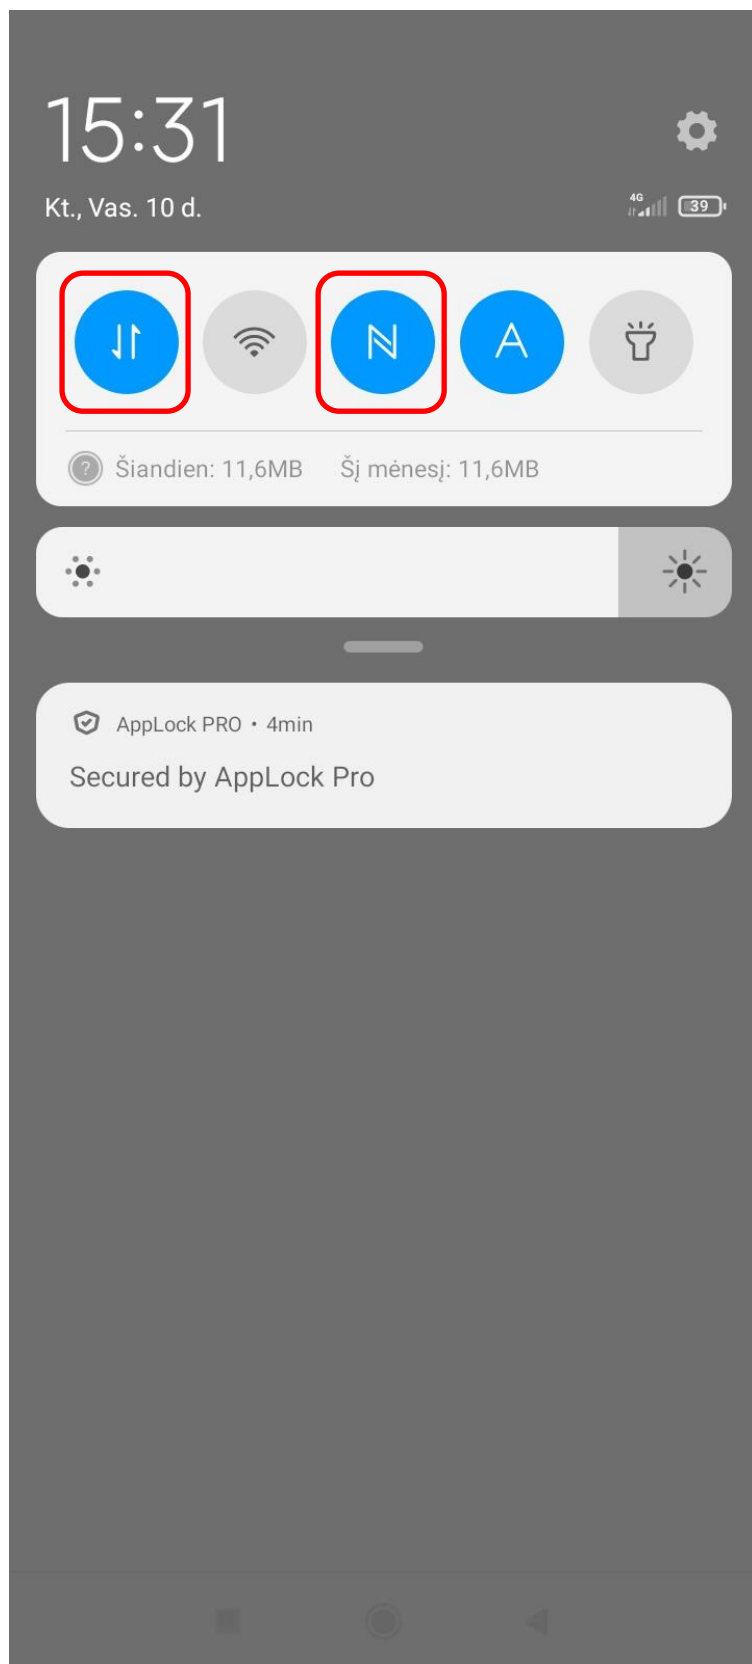 15:31
Kt., Vas. 10 d.
4G
39
N
A
? Šiandien: 11,6MB Šį mėnesį: 11,6MB
AppLock PRO • 4min
Secured by AppLock Pro